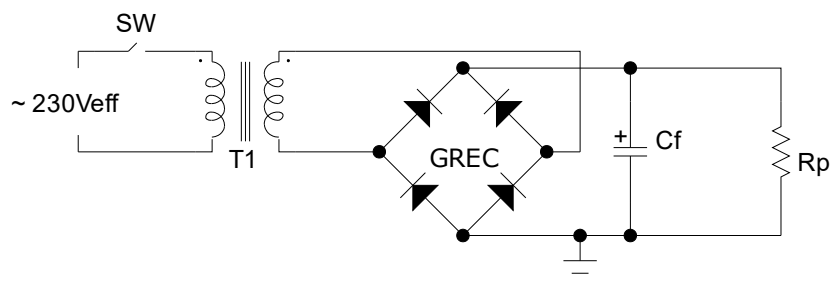 SW
~ 230Veff
T1
GREC
+
Cf
Rp